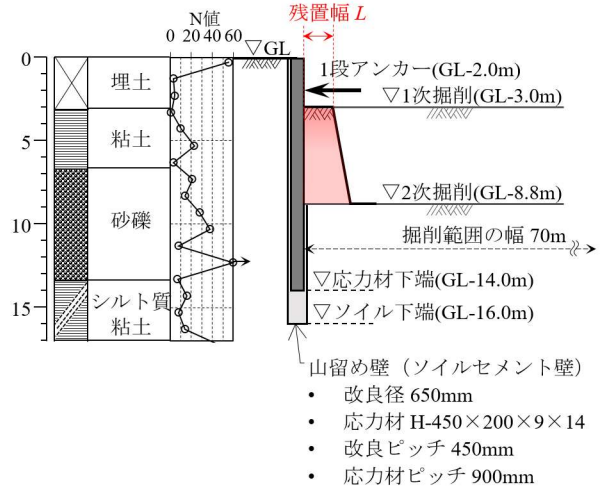 残置幅 L
N値
0 20 40 60
▽GL
0
5
10
15
埋土
粘土
砂礫
シルト質
粘土
1段アンカー(GL-2.0m)
▽1次掘削(GL-3.0m)
▽2次掘削(GL-8.8m)
掘削範囲の幅 70m
▽応力材下端(GL-14.0m)
▽ソイル下端(GL-16.0m)
山留め壁(ソイルセメント壁)
• 改良径 650mm
• 応力材 H-450×200×9×14
• 改良ピッチ 450mm
• 応力材ピッチ 900mm